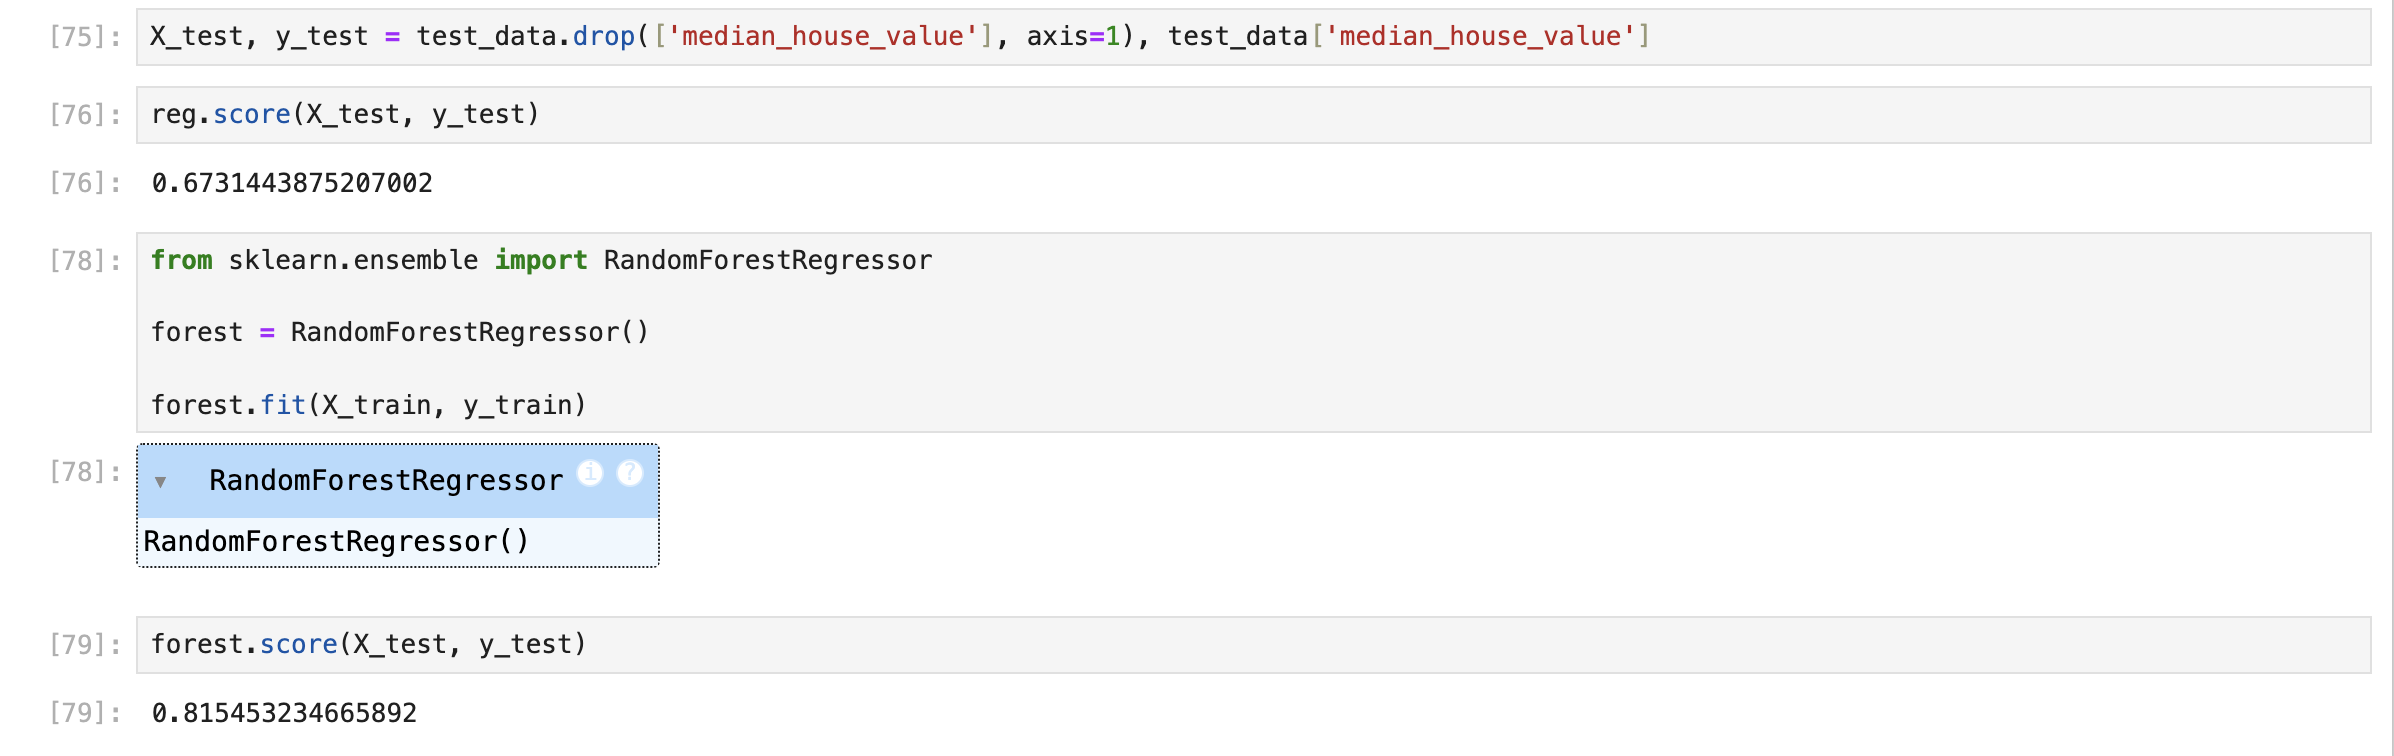 [75]: X_test, y_test = test_data.drop(['median_house_value'], axis=1), test_data['median_house_value']
[76]: reg.score(X_test, y_test)
[76]: 0.6731443875207002
[78]: from sklearn.ensemble import RandomForestRegressor
forest = RandomForestRegressor()
forest.fit(X_train, y_train)
[78]: ▼ RandomForestRegressor i ?
RandomForestRegressor()
[79]: forest.score(X_test, y_test)
[79]: 0.815453234665892